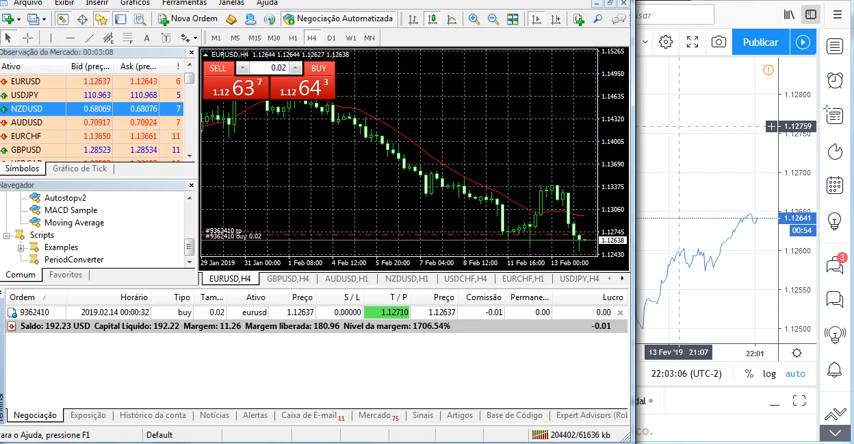 Arquivo Exibir Inserir Gráficos Ferramentas Janela Ajuda
Nova Ordem Negociação Automatizada
M1 M5 M15 M30 H1 H4 D1 W1 MN
Observação do Mercado: 00:03:08
Ativo Bid (preç... Ask (pre...
EURUSD 1.12637 1.12643 6
USDJPY 110.963 110.968 5
NZDUSD 0.68069 0.68076 7
AUDUSD 0.70917 0.70924 7
EURCHF 1.13650 1.13661 11
GBPUSD 1.28523 1.28534 11
Símbolos Gráfico de Tick
Navegador
Autostopv2
MACD Sample
Moving Average
Scripts
Examples
PeriodConverter
Comum Favoritos
EURUSD,H4 1.12644 1.12644 1.12627 1.12638
SELL 0.02 BUY
1.12 63 7
1.12 64 3
#9362410 tp
#9362410 Buy 0.02
1.15265
1.14950
1.14635
1.14320
1.14005
1.13690
1.13375
1.13060
1.12745
1.12638
1.12430
29 Jan 2019 31 Jan 00:00 1 Feb 08:00 4 Feb 12:00 5 Feb 16:00 7 Feb 04:00 8 Feb 12:00 11 Feb 16:00 13 Feb 00:00
EURUSD,H4 GBPUSD,H4 AUDUSD,H1 NZDUSD,H1 USDCHF,H4 EURCHF,H1 USDJPY,H4
Ordem / Horário Tipo Tam... Ativo Preço S / L T / P Preço Comissão Permane... Lucro
9362410 2019.02.14 00:00:32 buy 0.02 eurusd 1.12637 0.00000 1.12710 1.12637 -0.01 0.00 0.00
Saldo: 192.23 USD Capital Líquido: 192.22 Margem: 11.26 Margem liberada: 180.96 Nível da margem: 1706.54% -0.01
Negociação Exposição Histórico da conta Notícias Alertas Caixa de E-mail 11 Mercado 75 Sinais Artigos Base de Código Expert Advisors (Rol
Para o Ajuda, pressione F1 Default 204402/61636 kb
Publicar
1.12800
1.12759
1.12700
1.12641
00:54
1.12600
1.12550
1.12500
13 Fev '19 21:07 22:01
22:03:06 (UTC-2) % log auto
3